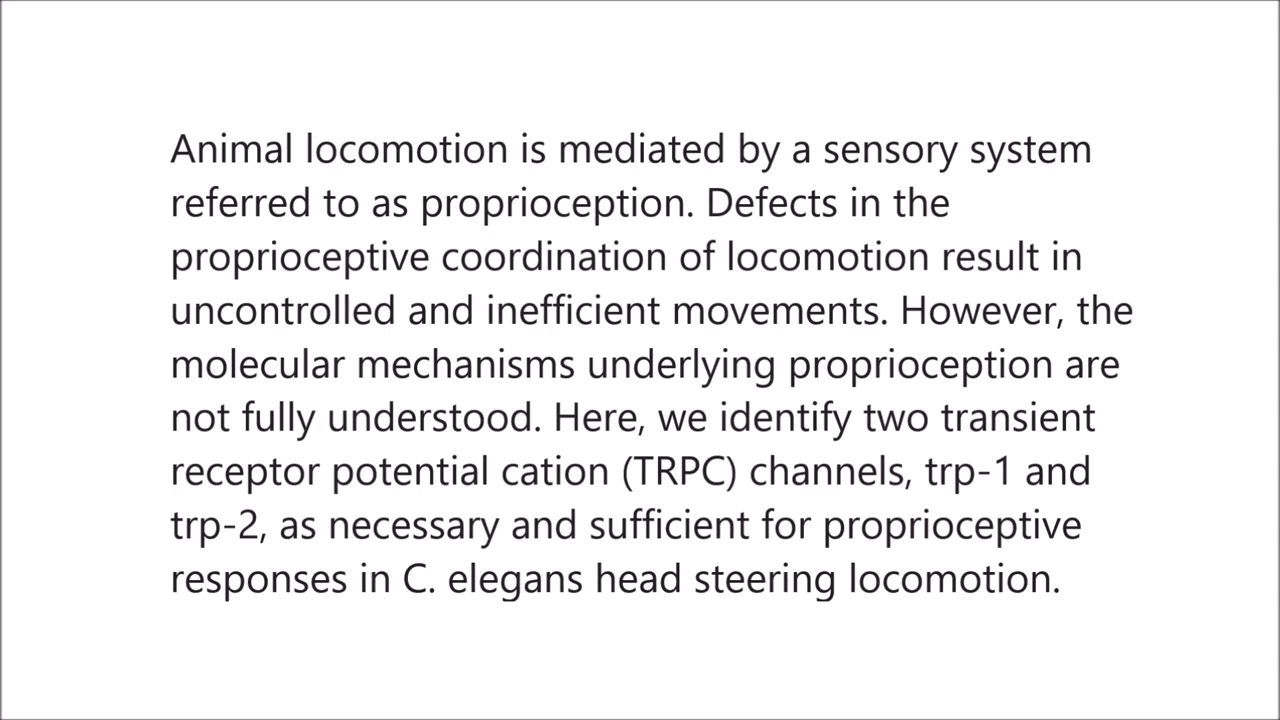 Animal locomotion is mediated by a sensory system
referred to as proprioception. Defects in the
proprioceptive coordination of locomotion result in
uncontrolled and inefficient movements. However, the
molecular mechanisms underlying proprioception are
not fully understood. Here, we identify two transient
receptor potential cation (TRPC) channels, trp-1 and
trp-2, as necessary and sufficient for proprioceptive
responses in C. elegans head steering locomotion.